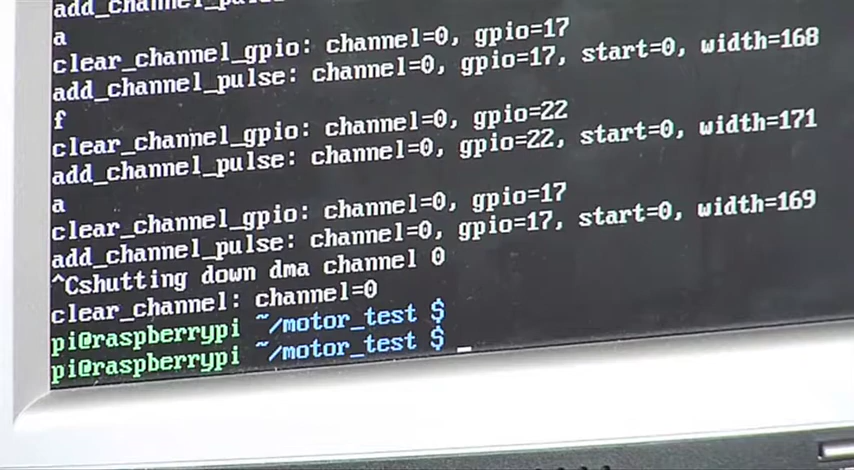 add_channel_pulse
a
clear_channel_gpio: channel=0, gpio=17
add_channel_pulse: channel=0, gpio=17, start=0, width=168
f
clear_channel_gpio: channel=0, gpio=22
add_channel_pulse: channel=0, gpio=22, start=0, width=171
a
clear_channel_gpio: channel=0, gpio=17
add_channel_pulse: channel=0, gpio=17, start=0, width=169
^Cshutting down dma channel 0
clear_channel: channel=0
pi@raspberrypi ~/motor_test $
pi@raspberrypi ~/motor_test $ _